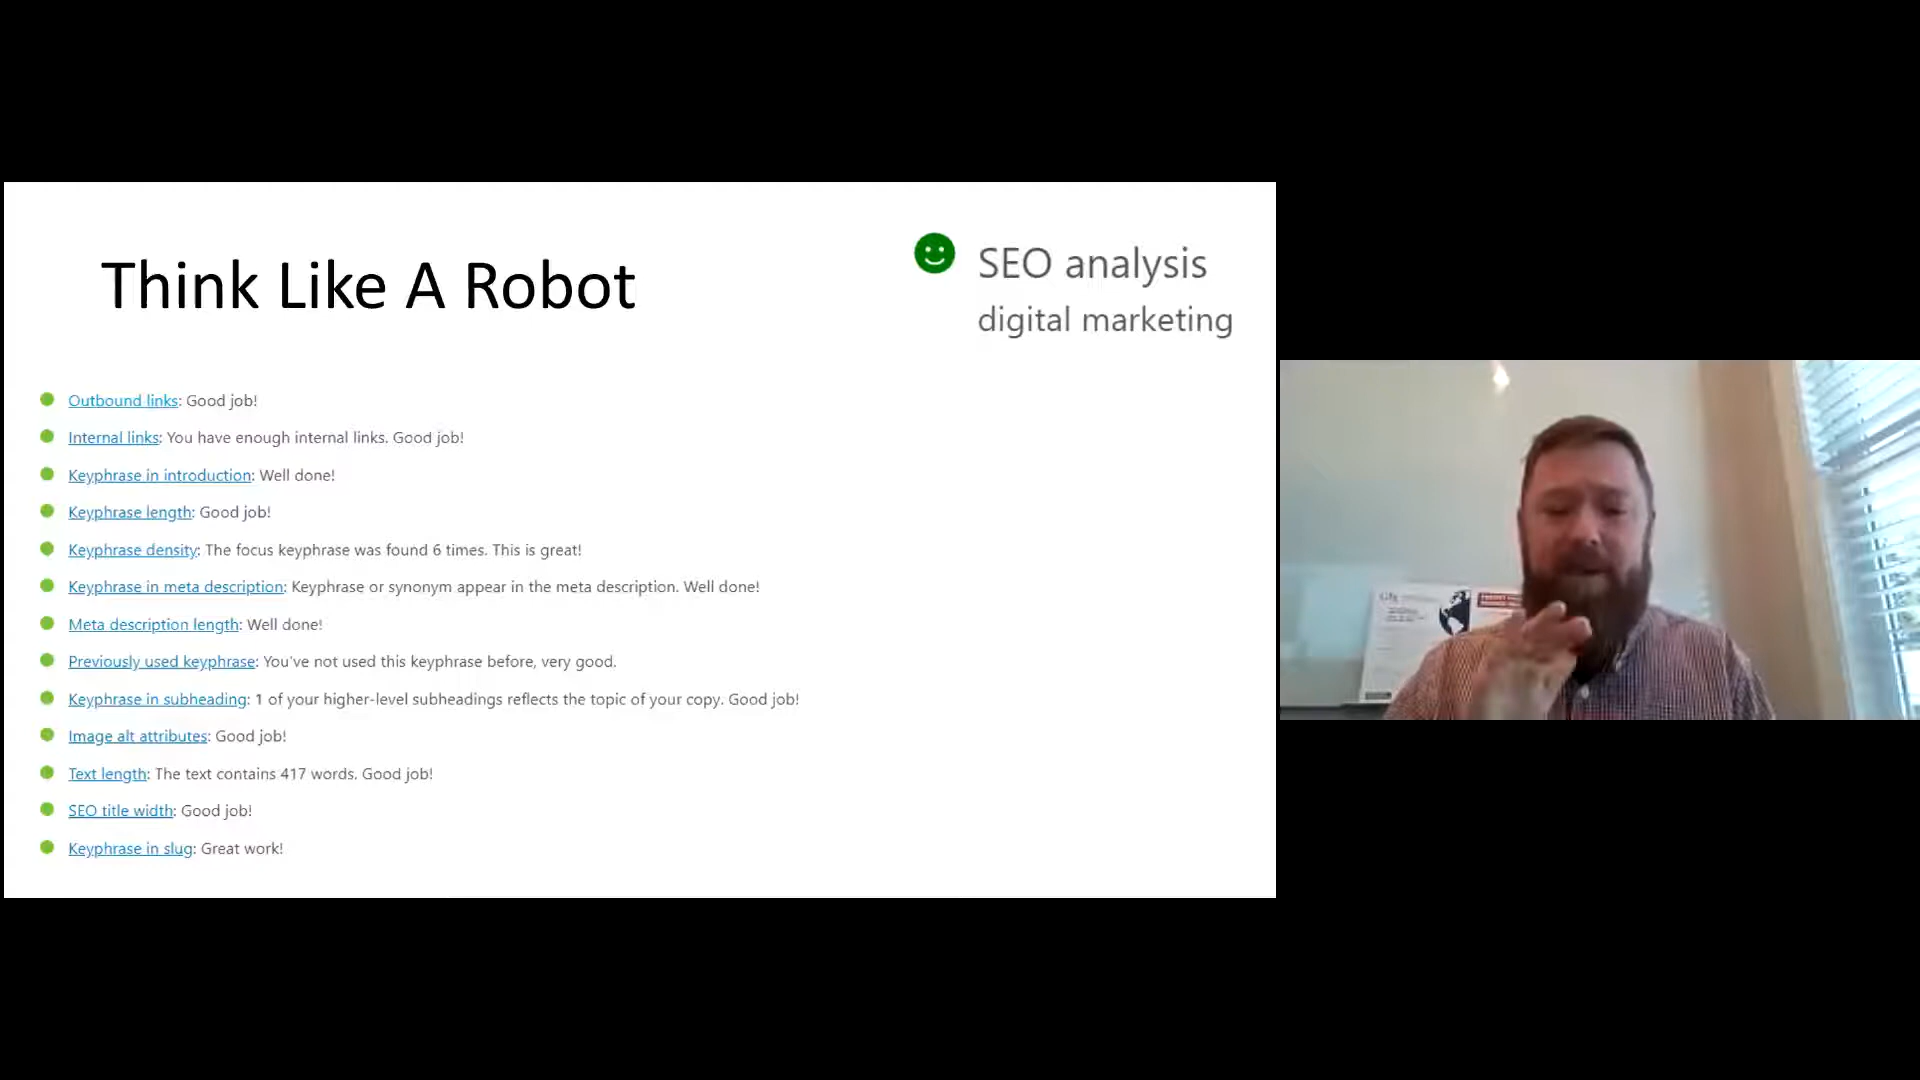 Think Like A Robot
SEO analysis
digital marketing
Outbound links: Good job!
Internal links: You have enough internal links. Good job!
Keyphrase in introduction: Well done!
Keyphrase length: Good job!
Keyphrase density: The focus keyphrase was found 6 times. This is great!
Keyphrase in meta description: Keyphrase or synonym appear in the meta description. Well done!
Meta description length: Well done!
Previously used keyphrase: You've not used this keyphrase before, very good.
Keyphrase in subheading: 1 of your higher-level subheadings reflects the topic of your copy. Good job!
Image alt attributes: Good job!
Text length: The text contains 417 words. Good job!
SEO title width: Good job!
Keyphrase in slug: Great work!